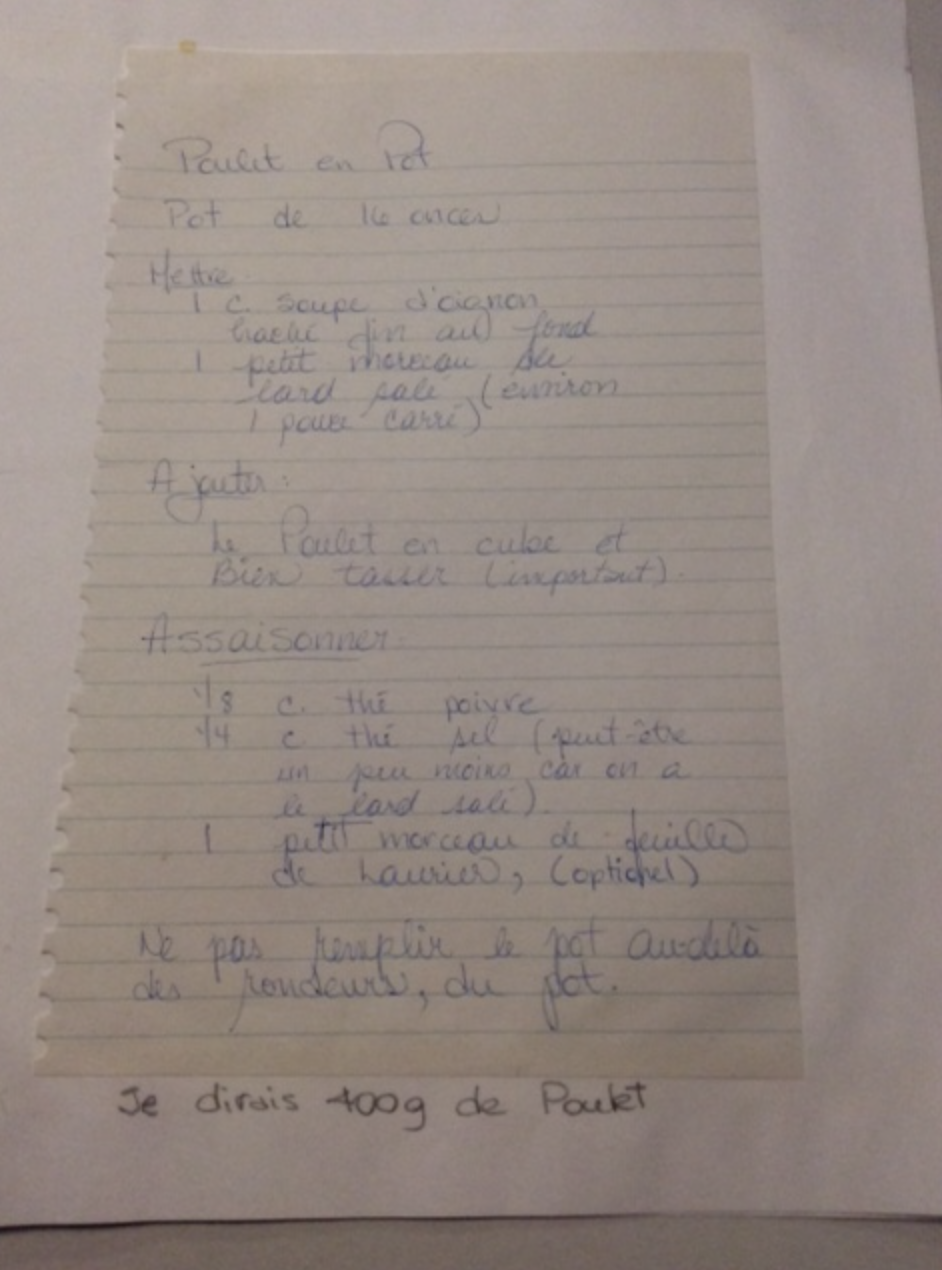 Poulet en Pot
Pot de 16 onces
Mettre
1 c. soupe d'oignon
haché fin au fond
1 petit morceau de
lard salé (environ
1 pouce carré)
Ajouter :
Le Poulet en cube et
Bien tasser (important).
Assaisonner
1/8 c. thé poivre
1/4 c thé sel (peut-être
un peu moins car on a
le lard salé)
1 petit morceau de feuille
de Laurier, (optionel)
Ne pas remplir le pot au-delà
des rondeurs, du pot.
Je dirais 400g de Poulet